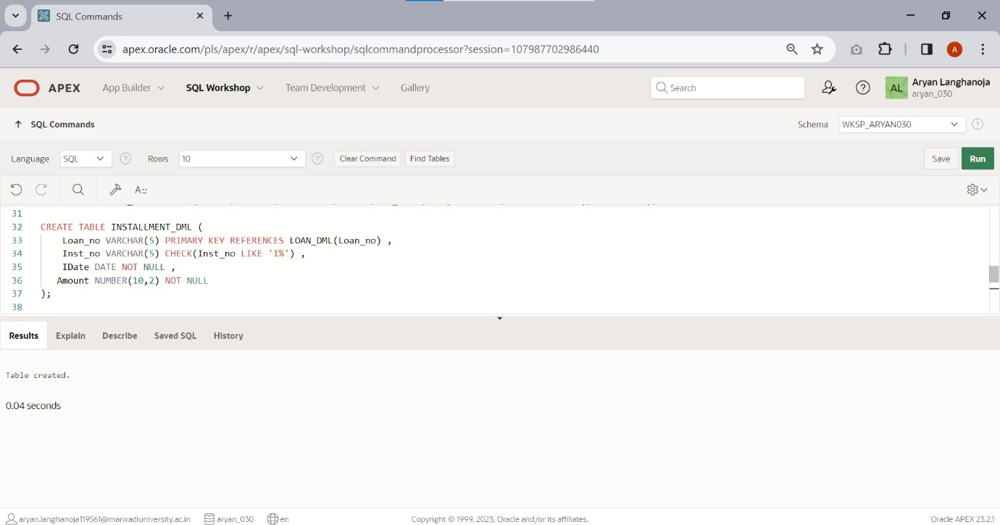 SQL Commands
apex.oracle.com/pls/apex/r/apex/sql-workshop/sqlcommandprocessor?session=107987702986440
A
APEX App Builder SQL Workshop Team Development Gallery Search AL Aryan Langhanoja
aryan_030
SQL Commands Schema WKSP_ARYAN030
Language SQL Rows 10 Clear Command Find Tables Save Run
A::
31
32 CREATE TABLE INSTALLMENT_DML (
33 Loan_no VARCHAR(5) PRIMARY KEY REFERENCES LOAN_DML(Loan_no) ,
34 Inst_no VARCHAR(5) CHECK(Inst_no LIKE 'I%') ,
35 IDate DATE NOT NULL ,
36 Amount NUMBER(10,2) NOT NULL
37 );
38
Results Explain Describe Saved SQL History
Table created.
0.04 seconds
aryan.langhanoja119561@marwadiuniversity.ac.in aryan_030 en Copyright © 1999, 2023, Oracle and/or its affiliates. Oracle APEX 23.2.1